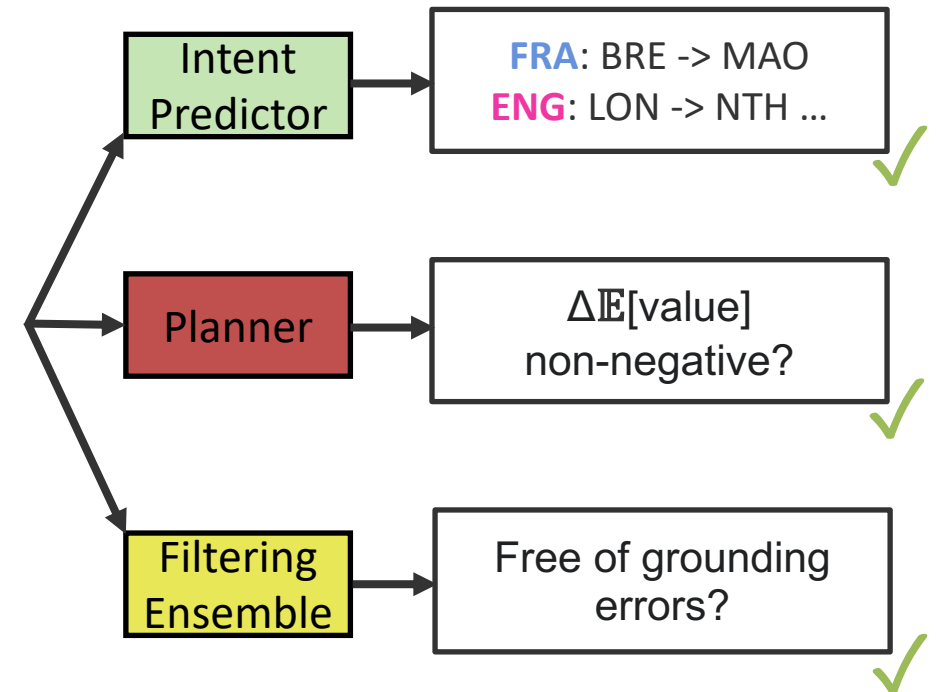 Intent
Predictor
FRA: BRE -> MAO
ENG: LON -> NTH ...
Planner
Δ𝔼[value]
non-negative?
Filtering
Ensemble
Free of grounding
errors?